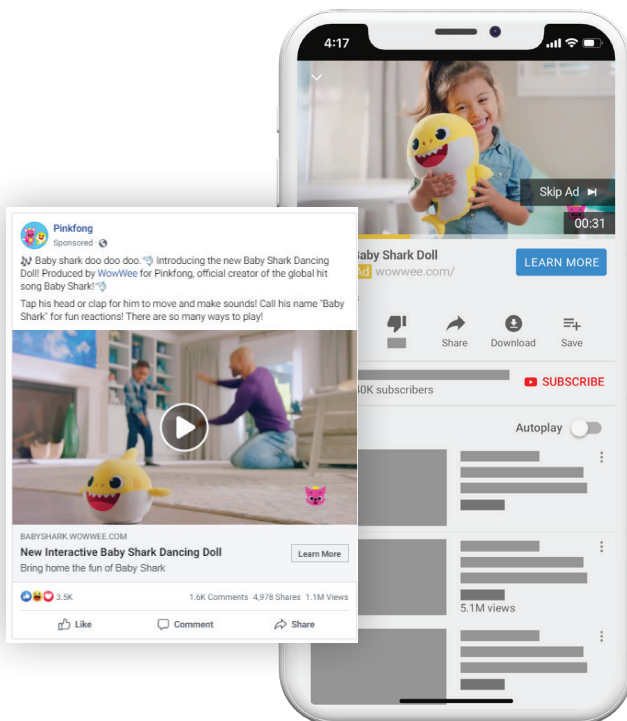 4:17
Skip Ad
00:31
Baby Shark Doll
Ad wowwee.com/
LEARN MORE
Share
Download
Save
40K subscribers
SUBSCRIBE
Autoplay
5.1M views
Pinkfong
Sponsored ·
Baby shark doo doo doo. Introducing the new Baby Shark Dancing
Doll! Produced by WowWee for Pinkfong, official creator of the global hit
song Baby Shark!
Tap his head or clap for him to move and make sounds! Call his name "Baby
Shark" for fun reactions! There are so many ways to play!
BABYSHARK.WOWWEE.COM
New Interactive Baby Shark Dancing Doll
Bring home the fun of Baby Shark
Learn More
3.5K
1.6K Comments 4,978 Shares 1.1M Views
Like
Comment
Share